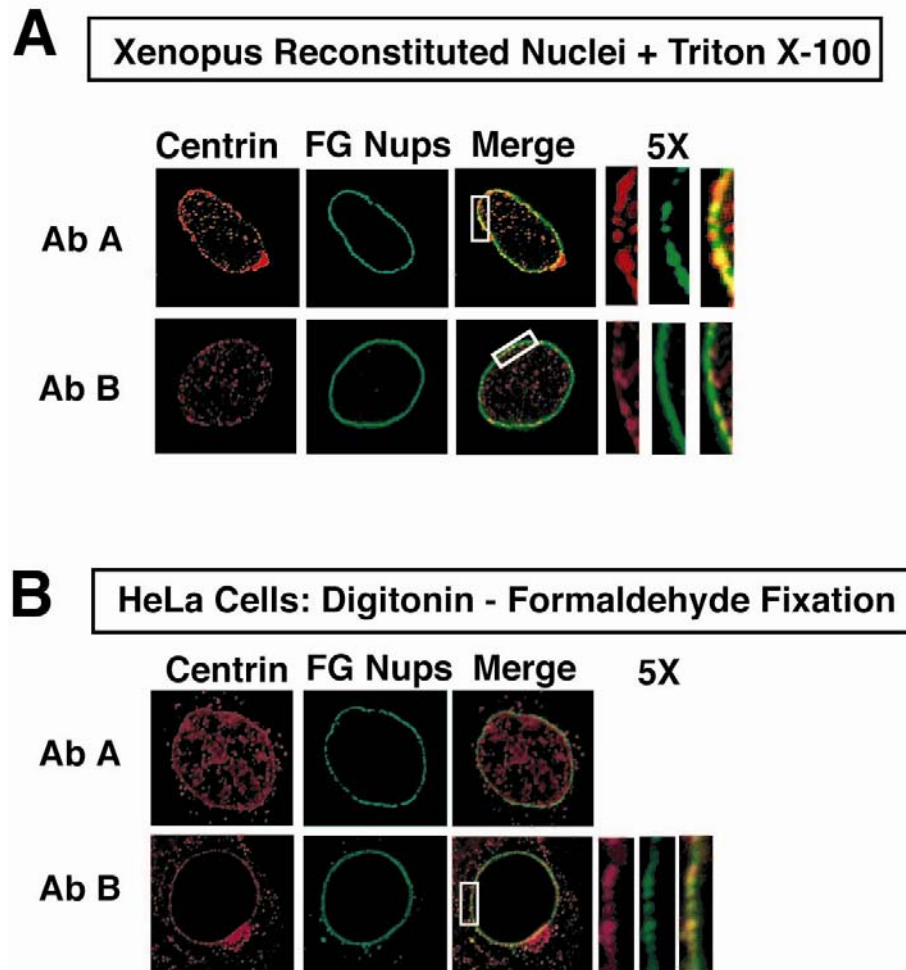 A
Xenopus Reconstituted Nuclei + Triton X-100
Centrin FG Nups Merge 5X
Ab A
Ab B
B
HeLa Cells: Digitonin - Formaldehyde Fixation
Centrin FG Nups Merge 5X
Ab A
Ab B